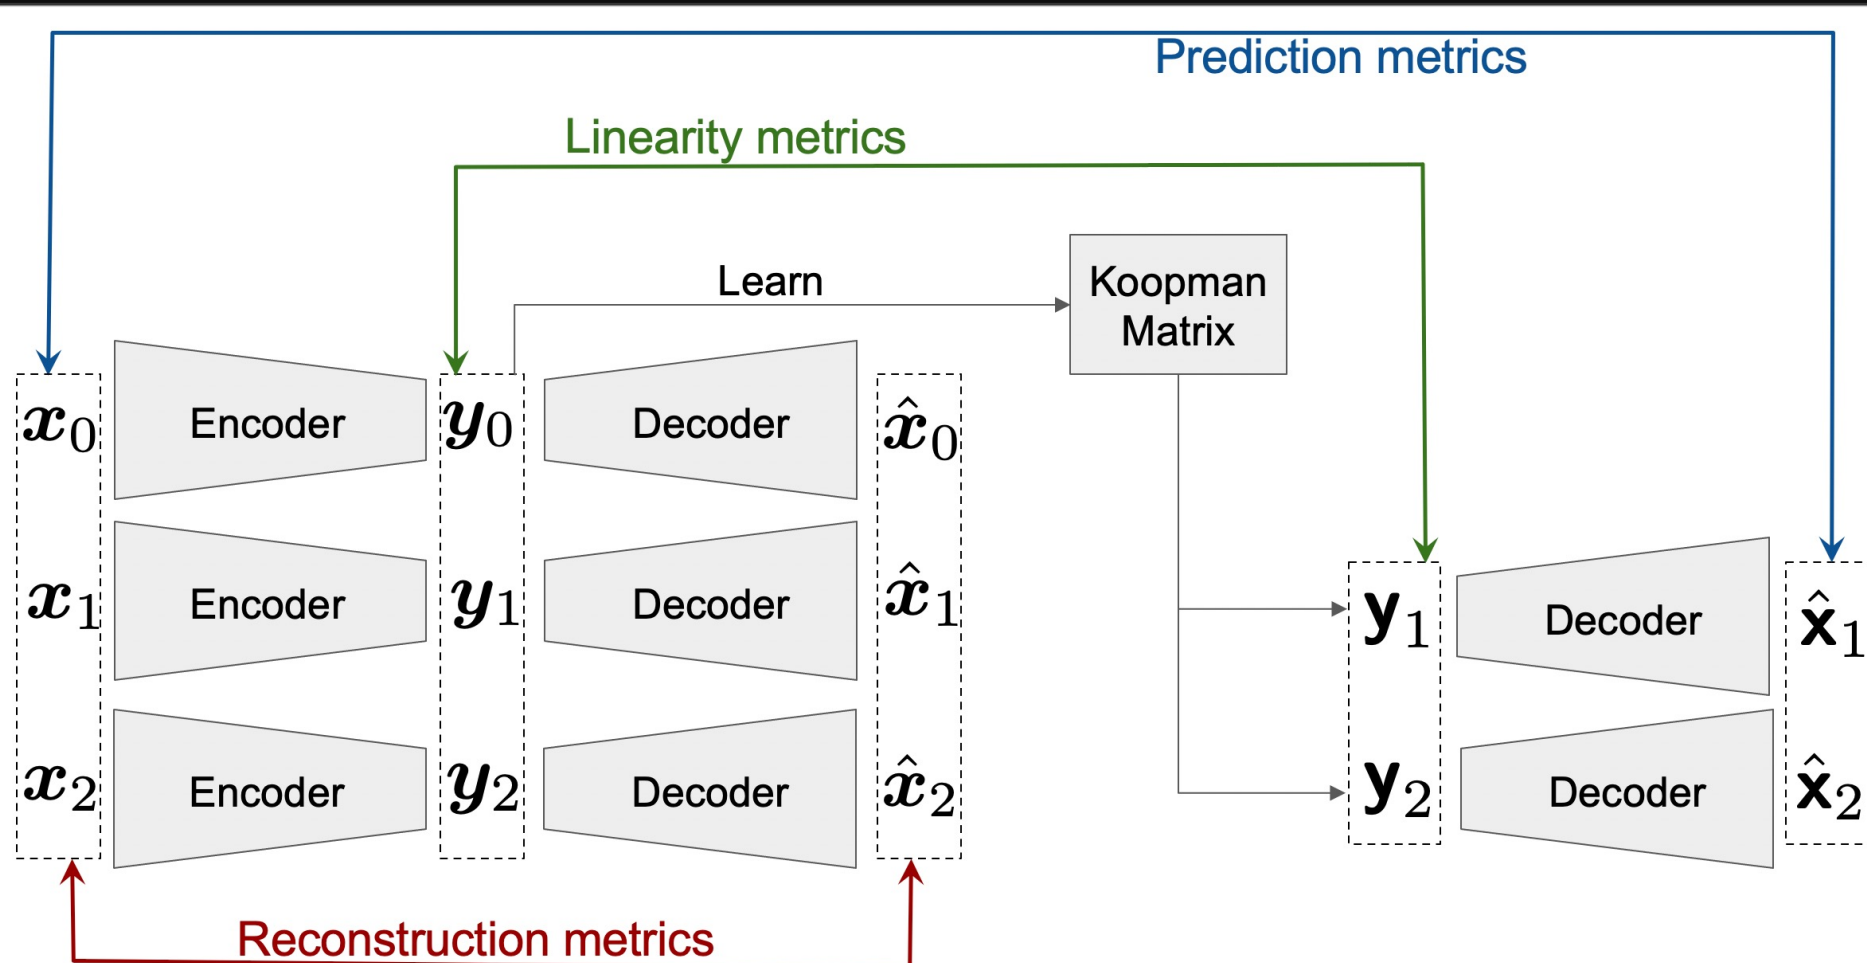 Prediction metrics
Linearity metrics
Learn
Koopman
Matrix
x₀ Encoder y₀ Decoder x̂₀
x₁ Encoder y₁ Decoder x̂₁
y₁ Decoder x̂₁
x₂ Encoder y₂ Decoder x̂₂
y₂ Decoder x̂₂
Reconstruction metrics